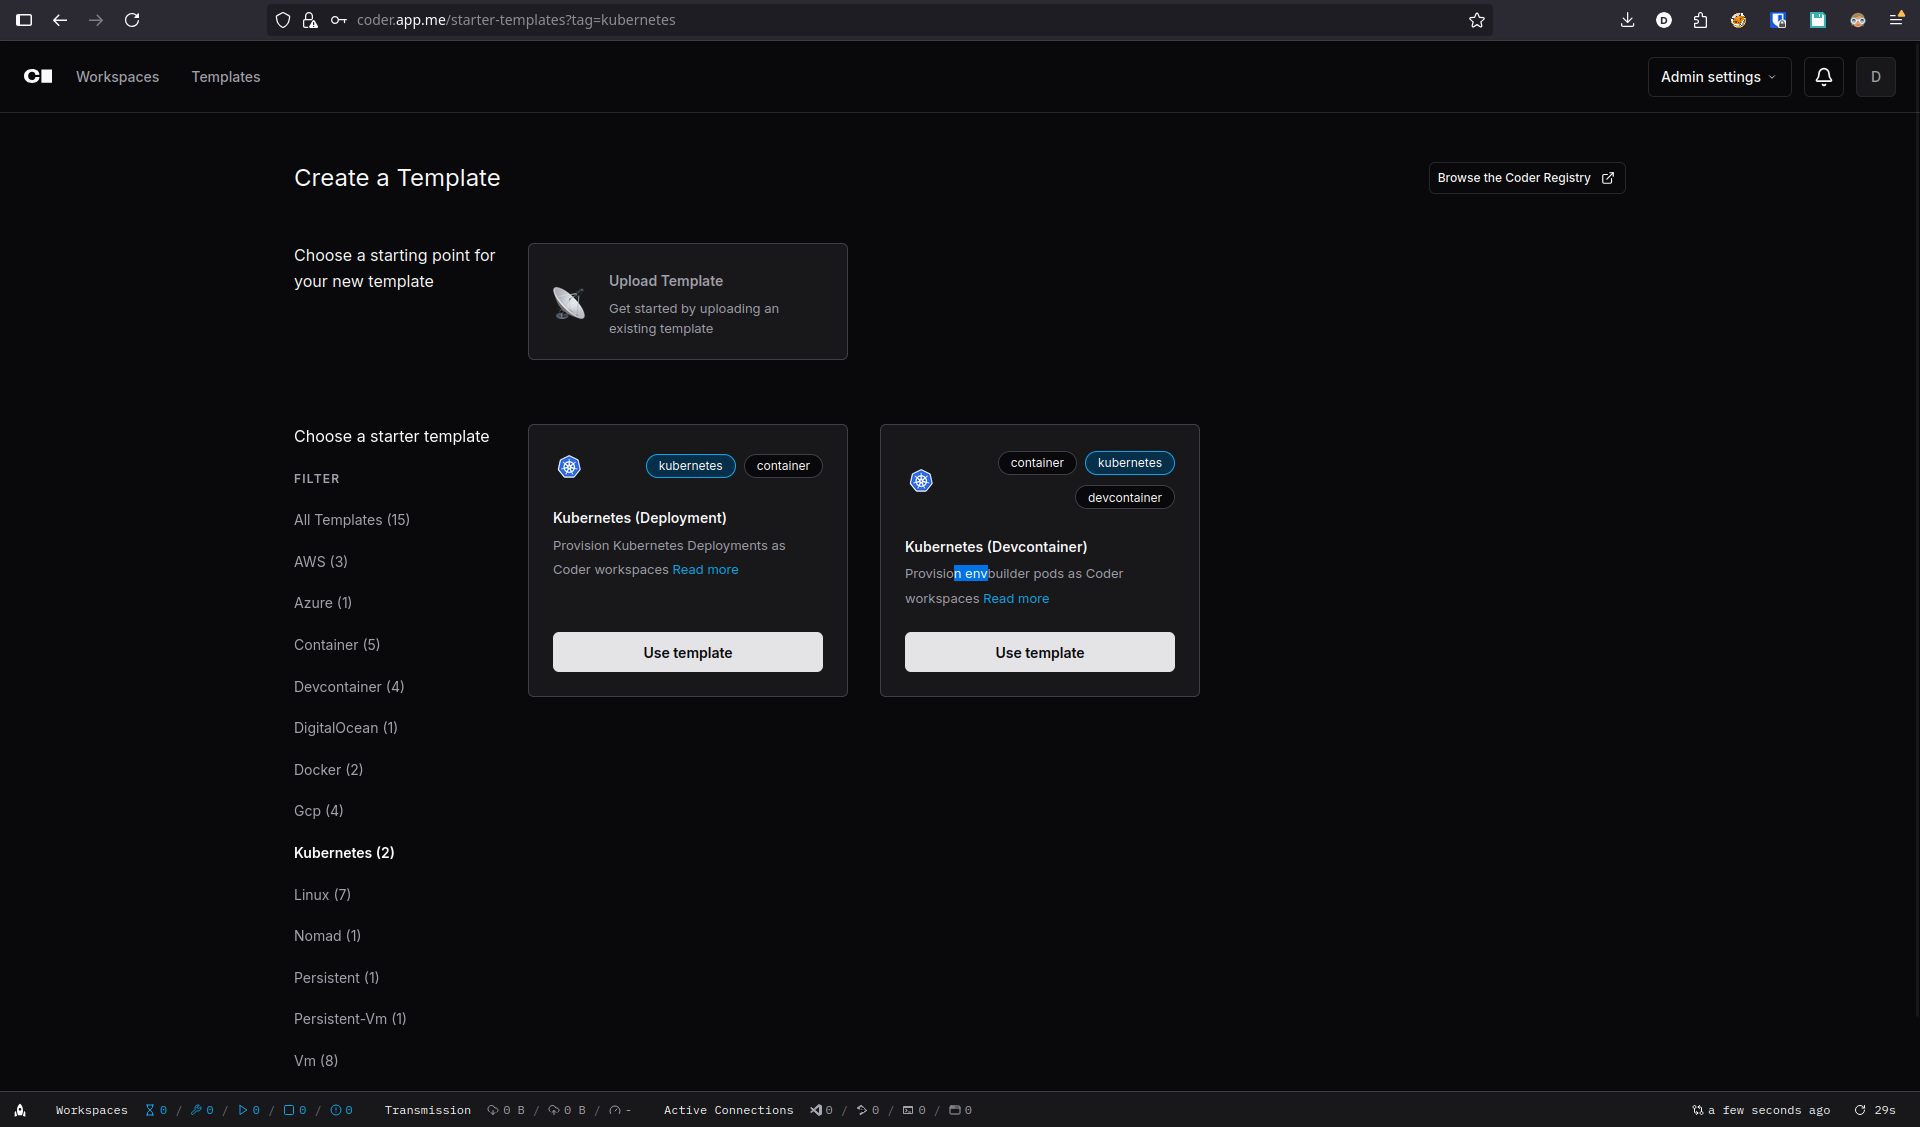 coder.app.me/starter-templates?tag=kubernetes
D
Workspaces
Templates
Admin settings
D
Create a Template
Browse the Coder Registry
Choose a starting point for
your new template
Upload Template
Get started by uploading an
existing template
Choose a starter template
FILTER
All Templates (15)
AWS (3)
Azure (1)
Container (5)
Devcontainer (4)
DigitalOcean (1)
Docker (2)
Gcp (4)
Kubernetes (2)
Linux (7)
Nomad (1)
Persistent (1)
Persistent-Vm (1)
Vm (8)
kubernetes container
Kubernetes (Deployment)
Provision Kubernetes Deployments as
Coder workspaces Read more
Use template
container kubernetes
devcontainer
Kubernetes (Devcontainer)
Provision envbuilder pods as Coder
workspaces Read more
Use template
Workspaces 0 / 0 / 0 / 0 / 0 Transmission 0 B / 0 B / - Active Connections 0 / 0 / 0 / 0 a few seconds ago 29s